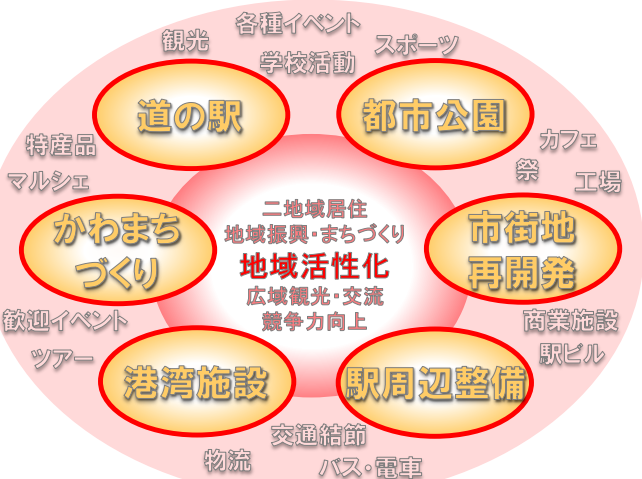 各種イベント
観光
スポーツ
学校活動
道の駅
都市公園
特産品
カフェ
マルシェ
祭
工場
かわまち
づくり
二地域居住
地域振興・まちづくり
地域活性化
広域観光・交流
競争力向上
市街地
再開発
歓迎イベント
商業施設
ツアー
駅ビル
港湾施設
駅周辺整備
交通結節
物流
バス・電車